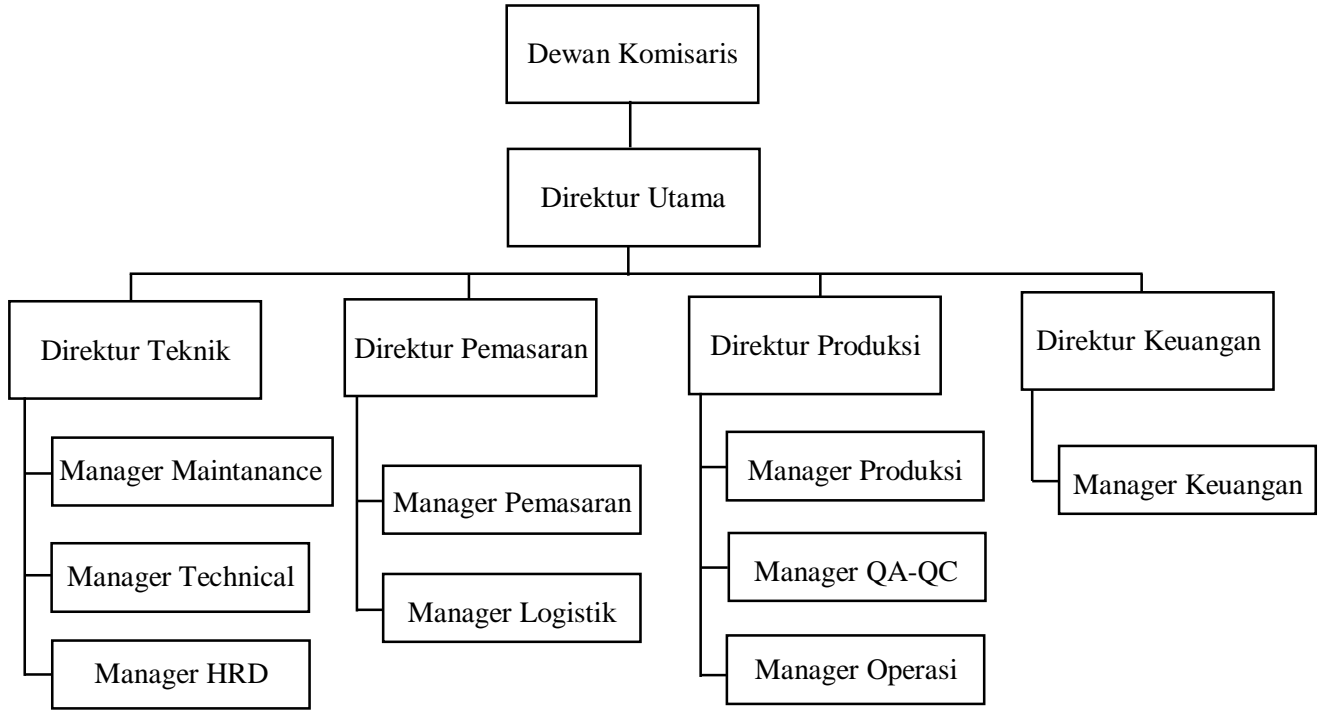 Dewan Komisaris
Direktur Utama
Direktur Teknik
Direktur Pemasaran
Direktur Produksi
Direktur Keuangan
Manager Maintanance
Manager Technical
Manager HRD
Manager Pemasaran
Manager Logistik
Manager Produksi
Manager QA-QC
Manager Operasi
Manager Keuangan